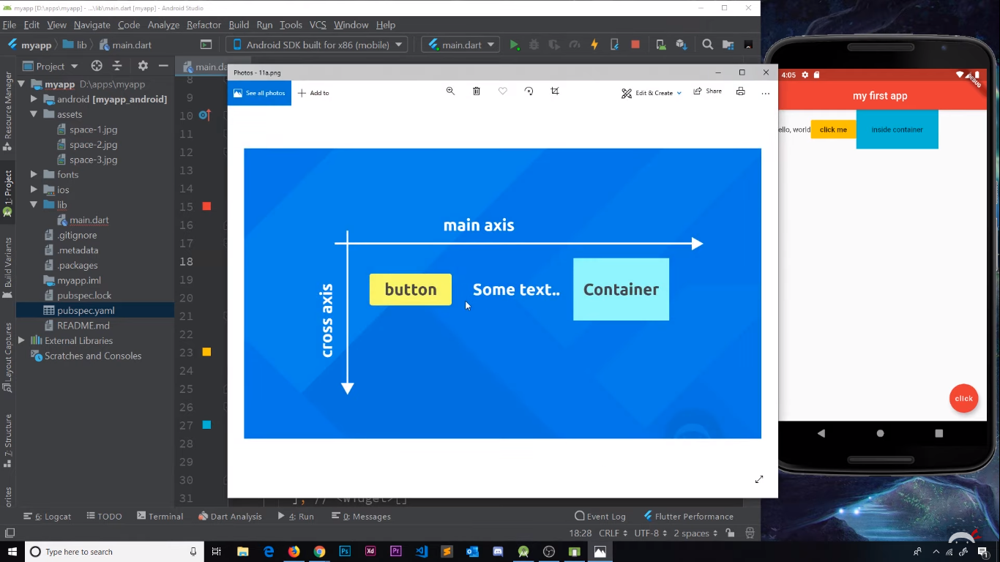 myapp [D:\apps\myapp] - ...\lib\main.dart [myapp] - Android Studio
File Edit View Navigate Code Analyze Refactor Build Run Tools VCS Window Help
myapp lib main.dart Android SDK built for x86 (mobile) main.dart
Project
main.da
1: Project
Resource Manager
Build Variants
Layout Captures
7: Structure
orites
myapp D:\apps\myapp
android [myapp_android]
assets
space-1.jpg
space-2.jpg
space-3.jpg
fonts
ios
lib
main.dart
.gitignore
.metadata
.packages
myapp.iml
pubspec.lock
pubspec.yaml
README.md
External Libraries
Scratches and Consoles
8
9
10
11
12
13
14
15
16
17
18
19
20
21
22
23
24
25
26
27
28
29
30
31
], // <Widget>[]
Photos - 11a.png
See all photos
Add to
Edit & Create
Share
main axis
cross axis
button
Some text..
Container
4:05
DEBUG
my first app
ello, world
click me
inside container
click
6: Logcat TODO Terminal Dart Analysis 4: Run 0: Messages Event Log Flutter Performance
18:28 CRLF UTF-8 2 spaces
Type here to search
Ps
Xd
Pr
1